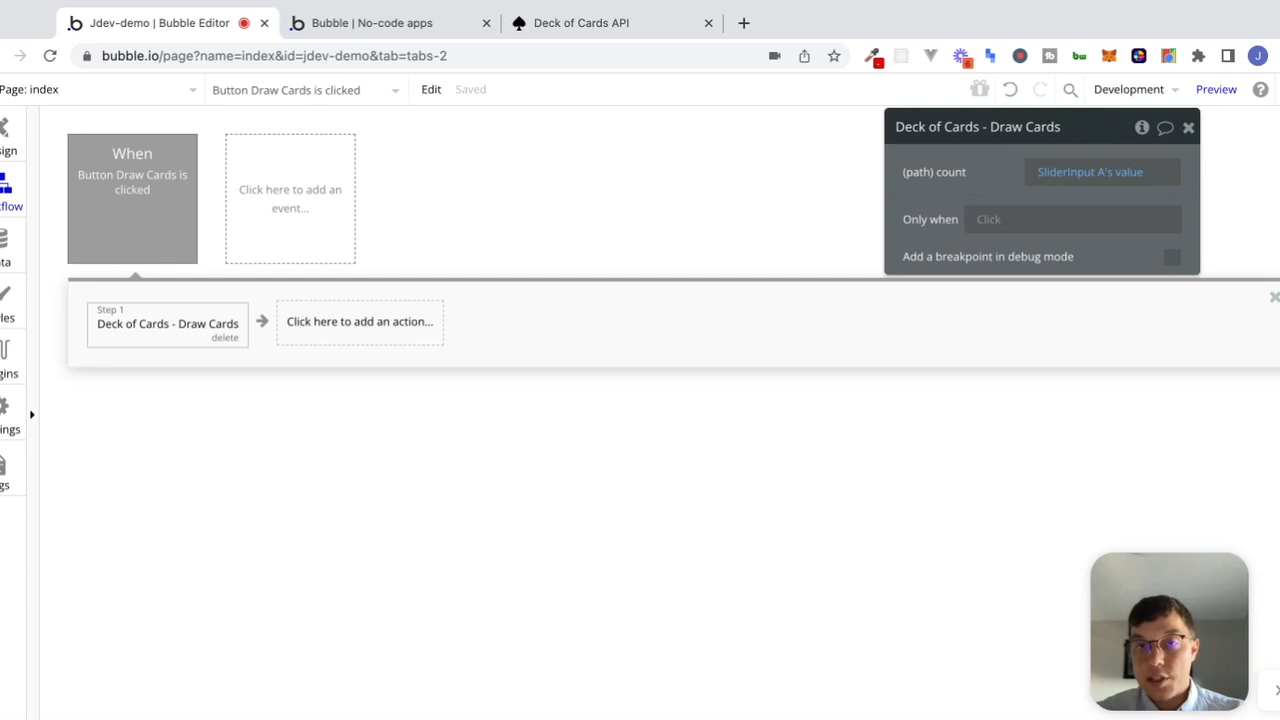 Jdev-demo | Bubble Editor
Bubble | No-code apps
Deck of Cards API
bubble.io/page?name=index&id=jdev-demo&tab=tabs-2
6
J
Page: index
Button Draw Cards is clicked
Edit
Saved
Development
Preview
sign
kflow
ata
les
gins
ings
gs
When
Button Draw Cards is
clicked
Click here to add an
event...
Deck of Cards - Draw Cards
(path) count
SliderInput A's value
Only when
Click
Add a breakpoint in debug mode
Step 1
Deck of Cards - Draw Cards
delete
Click here to add an action...